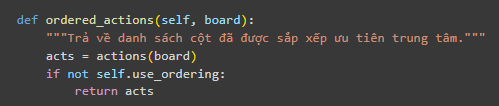 def ordered_actions(self, board):
"""Trả về danh sách cột đã được sắp xếp ưu tiên trung tâm."""
acts = actions(board)
if not self.use_ordering:
return acts